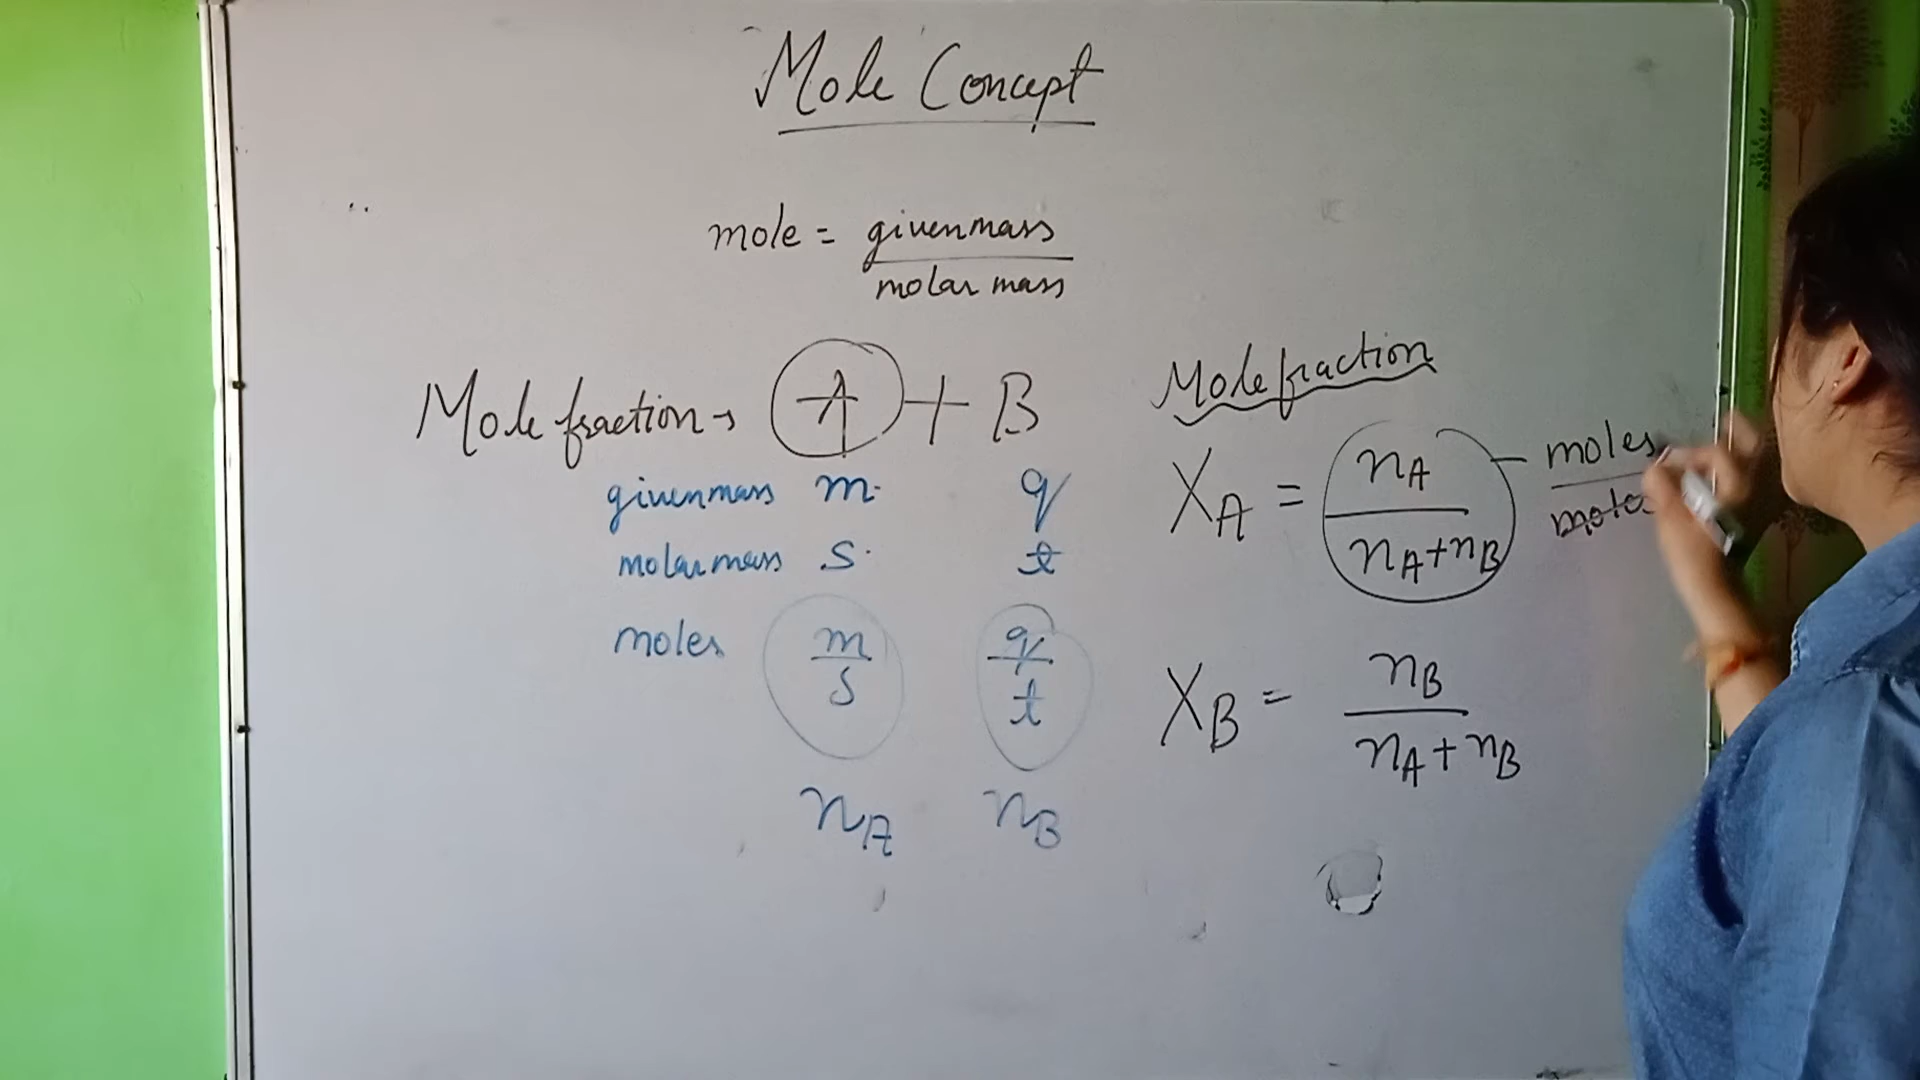 Mole Concept
mole = given mass
molar mass
Mole fraction → A + B
given mass m q
molar mass s t
moles m/s q/t
nA nB
Mole fraction
XA = nA/nA+nB — moles
XB = nB/nA+nB